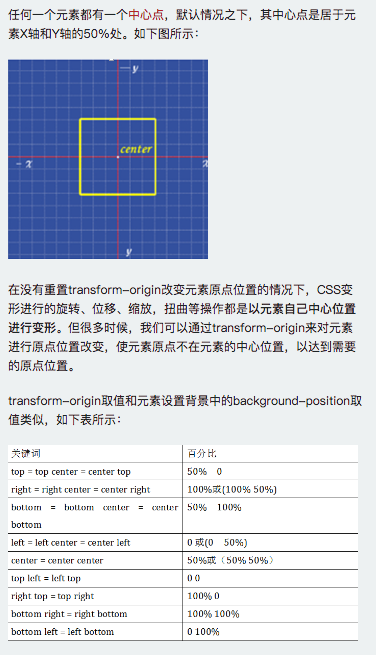 任何一个元素都有一个中心点，默认情况之下，其中心点是居于元
素X轴和Y轴的50%处。如下图所示：
-y
center
-x
x
y
在没有重置transform-origin改变元素原点位置的情况下，CSS变
形进行的旋转、位移、缩放，扭曲等操作都是以元素自己中心位置
进行变形。但很多时候，我们可以通过transform-origin来对元素
进行原点位置改变，使元素原点不在元素的中心位置，以达到需要
的原点位置。
transform-origin取值和元素设置背景中的background-position取
值类似，如下表所示：
关键词 百分比
top = top center = center top 50% 0
right = right center = center right 100%或(100% 50%)
bottom = bottom center = center 50% 100%
bottom
left = left center = center left 0 或(0 50%)
center = center center 50%或（50% 50%）
top left = left top 0 0
right top = top right 100% 0
bottom right = right bottom 100% 100%
bottom left = left bottom 0 100%